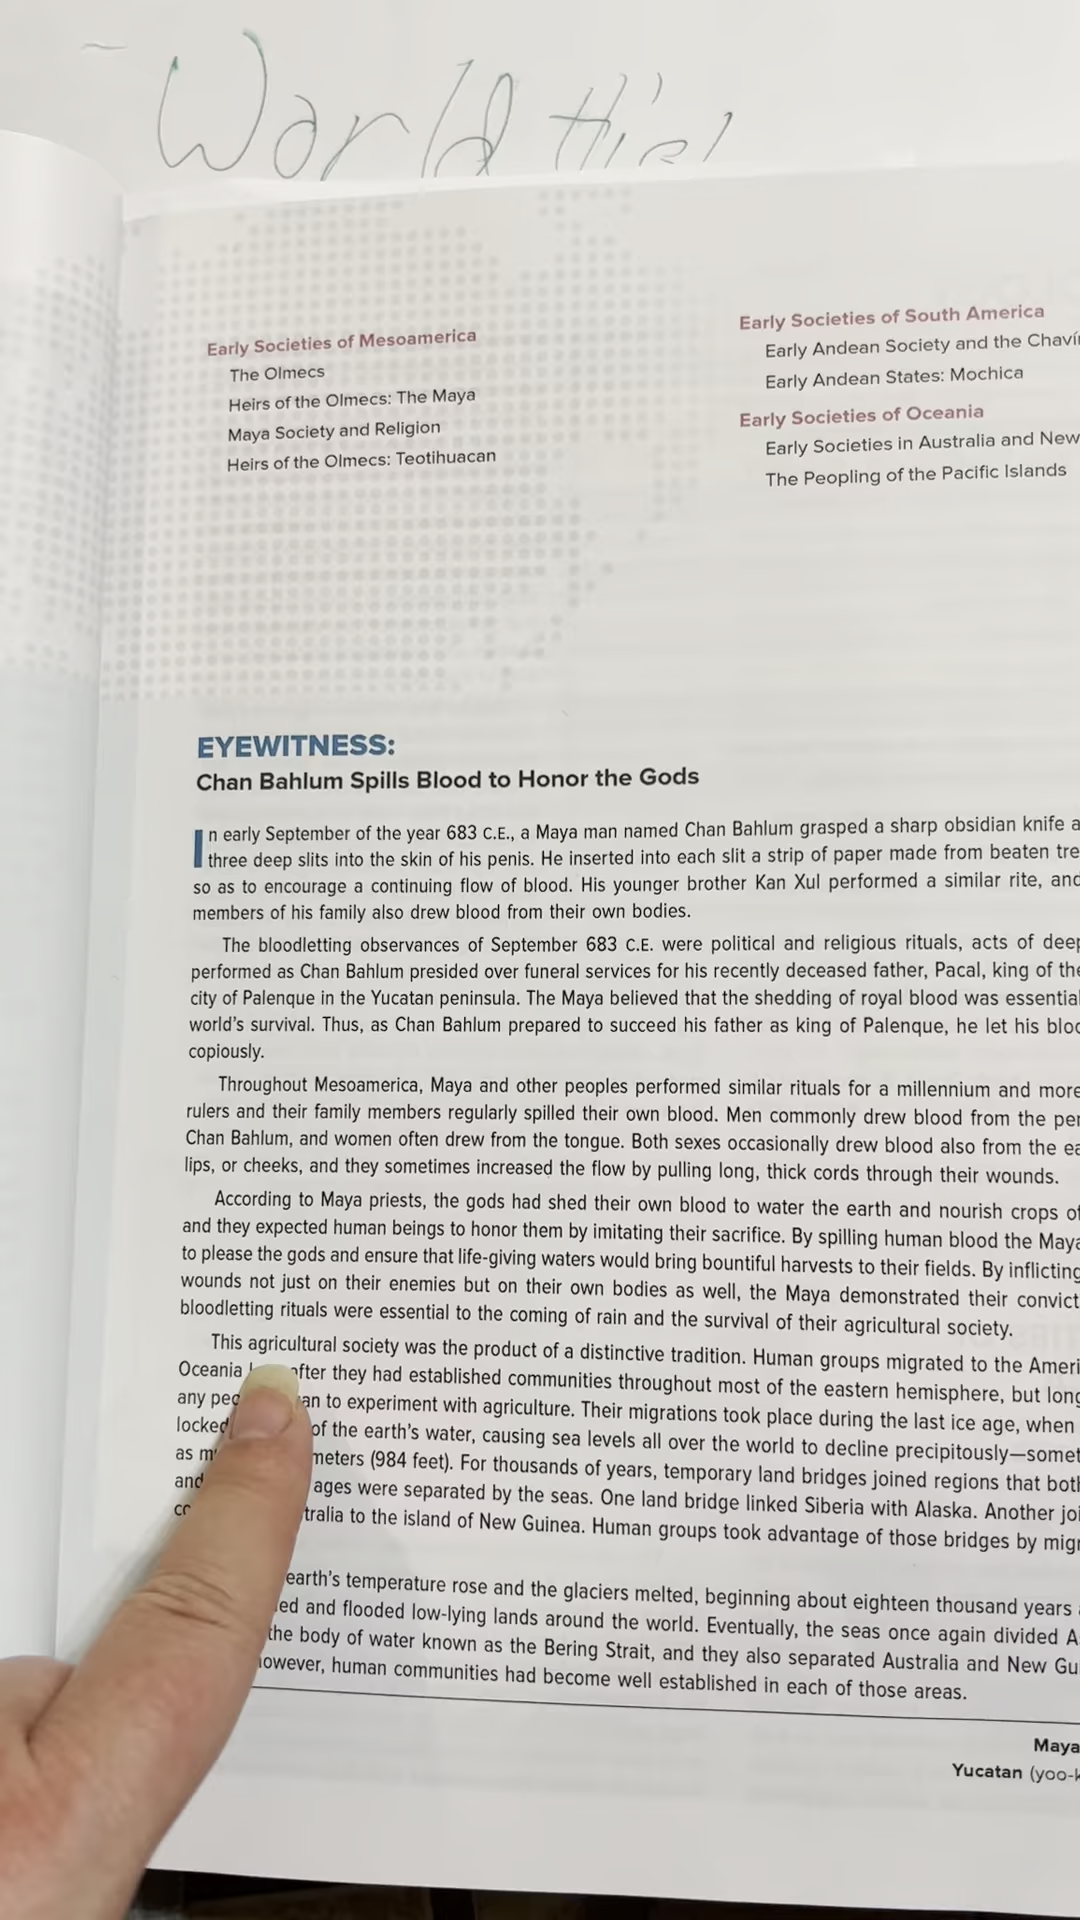 World Hist
Early Societies of Mesoamerica
The Olmecs
Heirs of the Olmecs: The Maya
Maya Society and Religion
Heirs of the Olmecs: Teotihuacan
Early Societies of South America
Early Andean Society and the Chaví
Early Andean States: Mochica
Early Societies of Oceania
Early Societies in Australia and New
The Peopling of the Pacific Islands
EYEWITNESS:
Chan Bahlum Spills Blood to Honor the Gods
In early September of the year 683 C.E., a Maya man named Chan Bahlum grasped a sharp obsidian knife
three deep slits into the skin of his penis. He inserted into each slit a strip of paper made from beaten tre
so as to encourage a continuing flow of blood. His younger brother Kan Xul performed a similar rite, and
members of his family also drew blood from their own bodies.
The bloodletting observances of September 683 C.E. were political and religious rituals, acts of deep
performed as Chan Bahlum presided over funeral services for his recently deceased father, Pacal, king of the
city of Palenque in the Yucatan peninsula. The Maya believed that the shedding of royal blood was essential
world's survival. Thus, as Chan Bahlum prepared to succeed his father as king of Palenque, he let his bloo
copiously.
Throughout Mesoamerica, Maya and other peoples performed similar rituals for a millennium and more
rulers and their family members regularly spilled their own blood. Men commonly drew blood from the pen
Chan Bahlum, and women often drew from the tongue. Both sexes occasionally drew blood also from the ea
lips, or cheeks, and they sometimes increased the flow by pulling long, thick cords through their wounds.
According to Maya priests, the gods had shed their own blood to water the earth and nourish crops of
and they expected human beings to honor them by imitating their sacrifice. By spilling human blood the Maya
to please the gods and ensure that life-giving waters would bring bountiful harvests to their fields. By inflicting
wounds not just on their enemies but on their own bodies as well, the Maya demonstrated their convict
bloodletting rituals were essential to the coming of rain and the survival of their agricultural society.
This agricultural society was the product of a distinctive tradition. Human groups migrated to the Ameri
Oceania after they had established communities throughout most of the eastern hemisphere, but long
any an to experiment with agriculture. Their migrations took place during the last ice age, when
locked of the earth's water, causing sea levels all over the world to decline precipitously—somet
as meters (984 feet). For thousands of years, temporary land bridges joined regions that both
and ages were separated by the seas. One land bridge linked Siberia with Alaska. Another joi
tralia to the island of New Guinea. Human groups took advantage of those bridges by migr
earth's temperature rose and the glaciers melted, beginning about eighteen thousand years
ed and flooded low-lying lands around the world. Eventually, the seas once again divided A
the body of water known as the Bering Strait, and they also separated Australia and New Gu
owever, human communities had become well established in each of those areas.
Maya
Yucatan (yoo-k